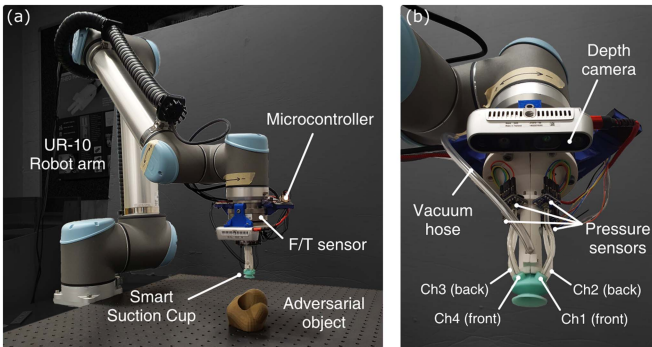 (a)
Microcontroller
UR-10
Robot arm
F/T sensor
Smart
Suction Cup
Adversarial
object
(b)
Depth
camera
Vacuum
hose
Pressure
sensors
Ch3 (back)
Ch2 (back)
Ch4 (front)
Ch1 (front)